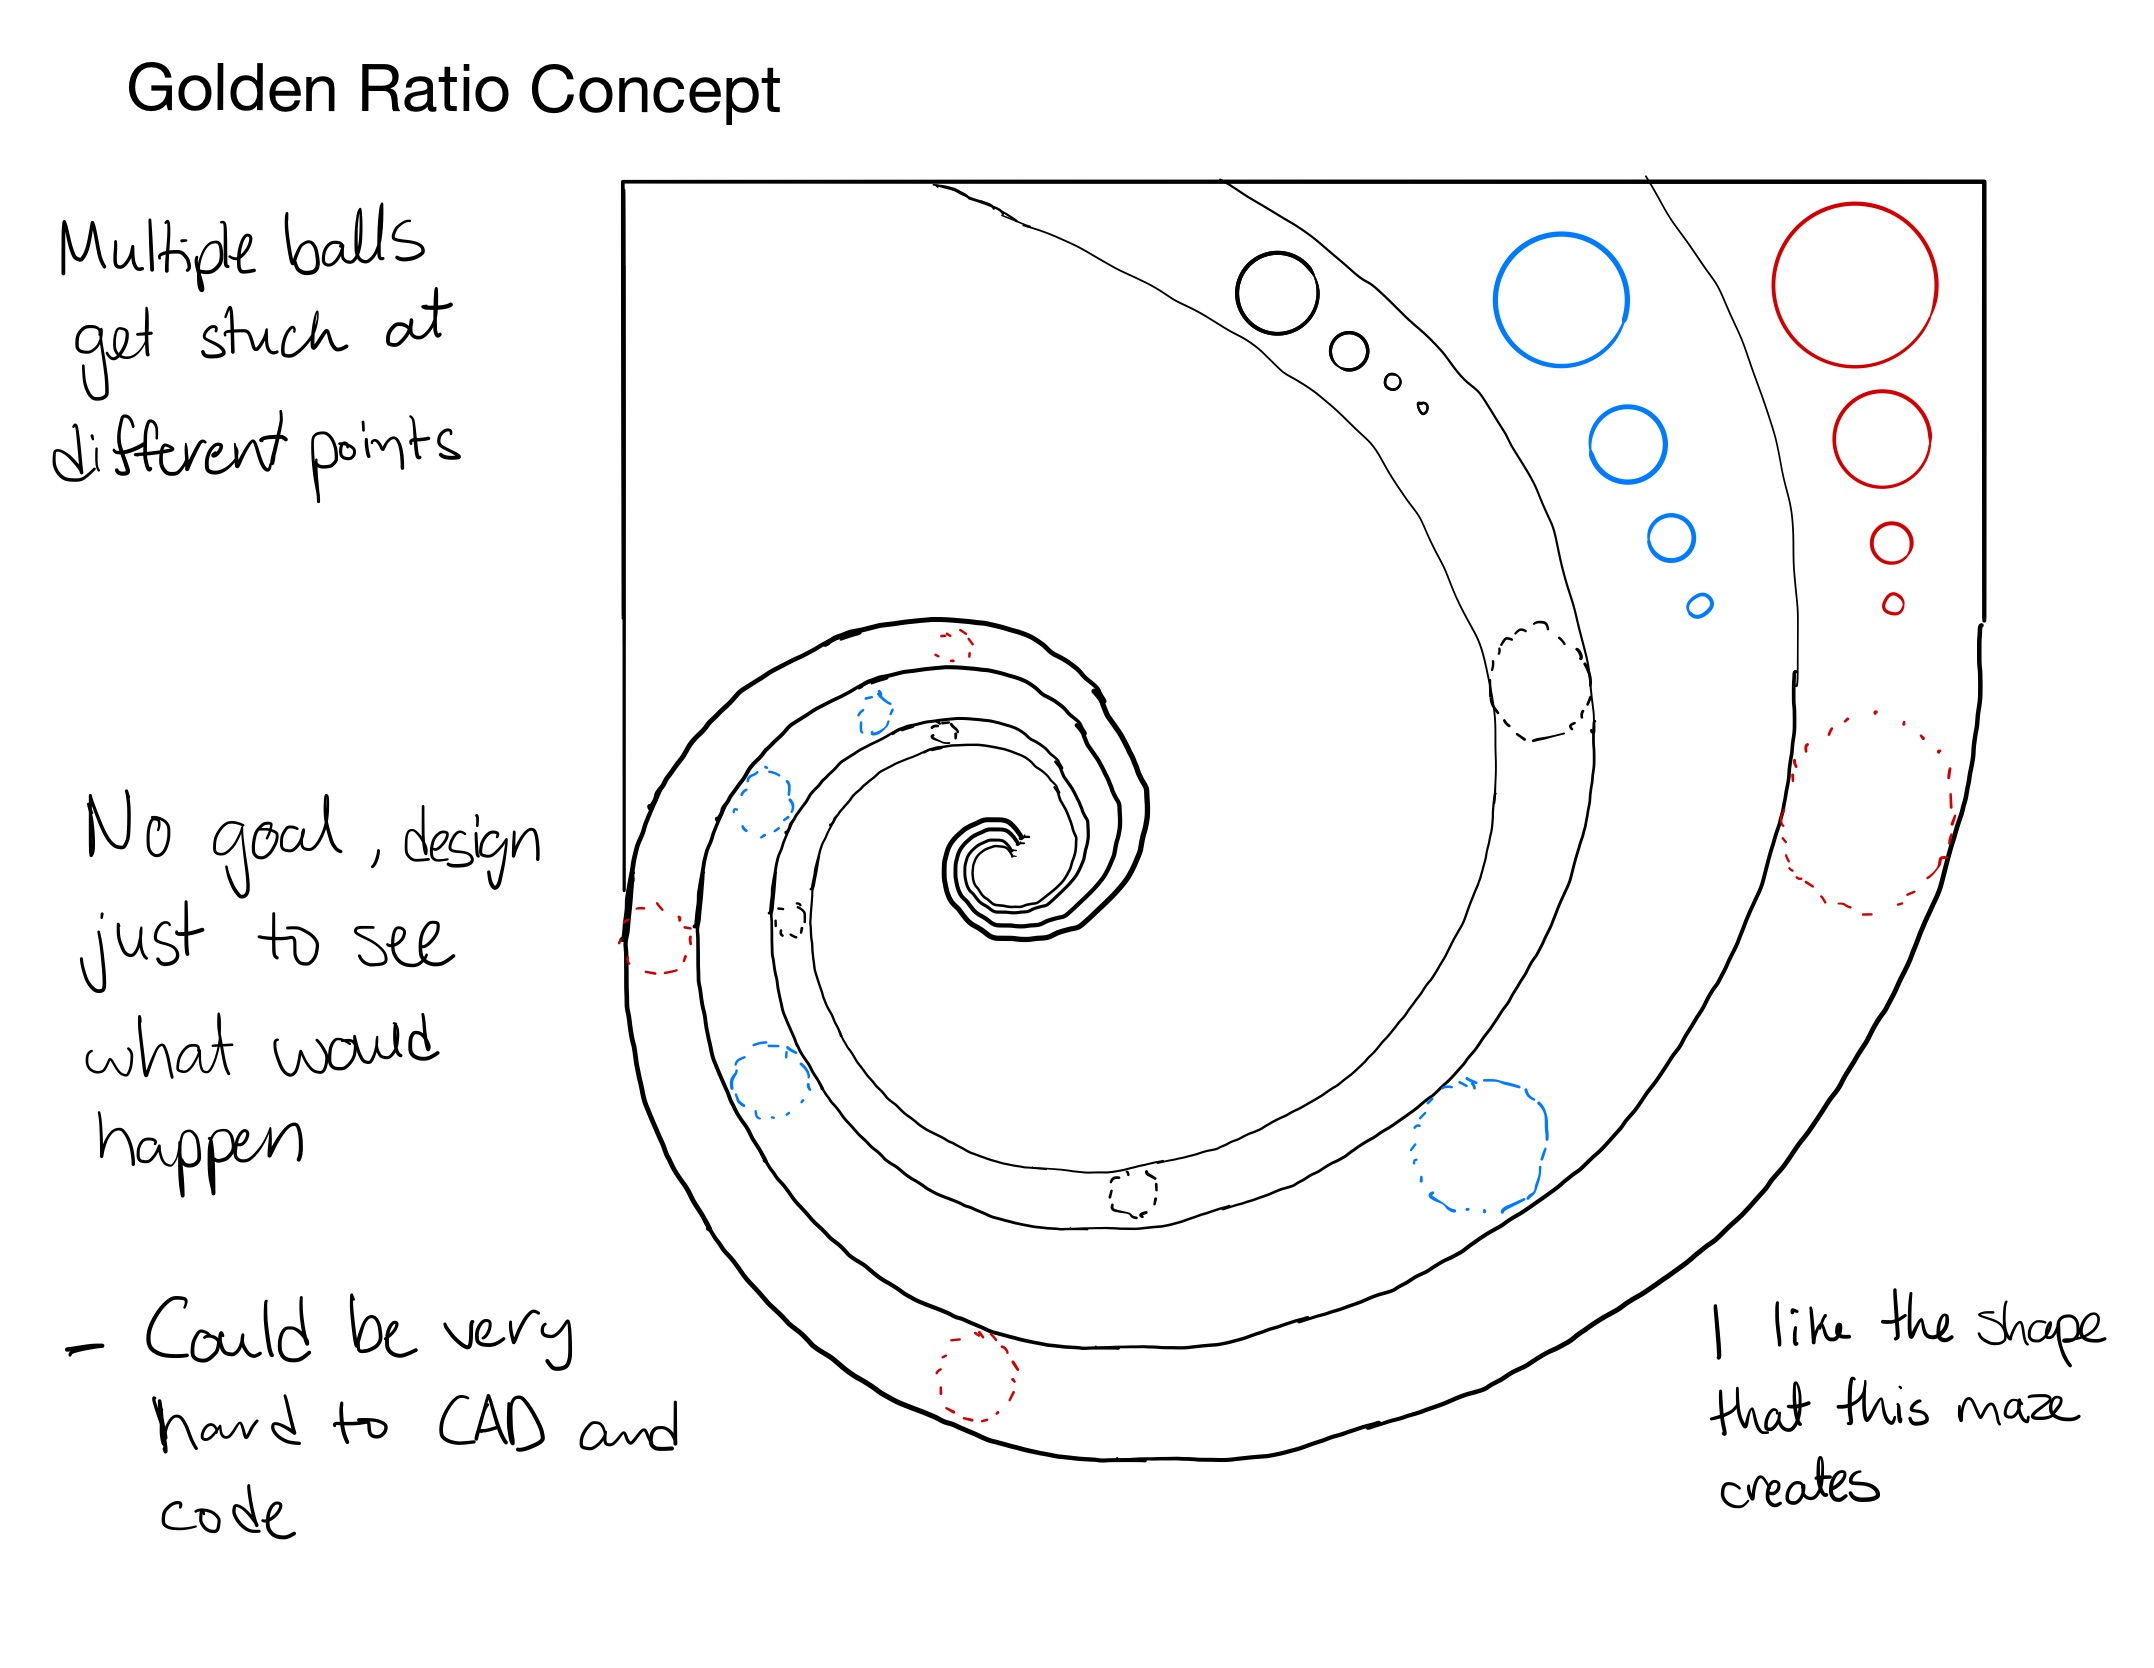 Golden Ratio Concept
Multiple balls
get stuck at
different points
No goal, design
just to see
what would
happen
- Could be very
hard to CAD and
code
I like the shape
that this maze
creates